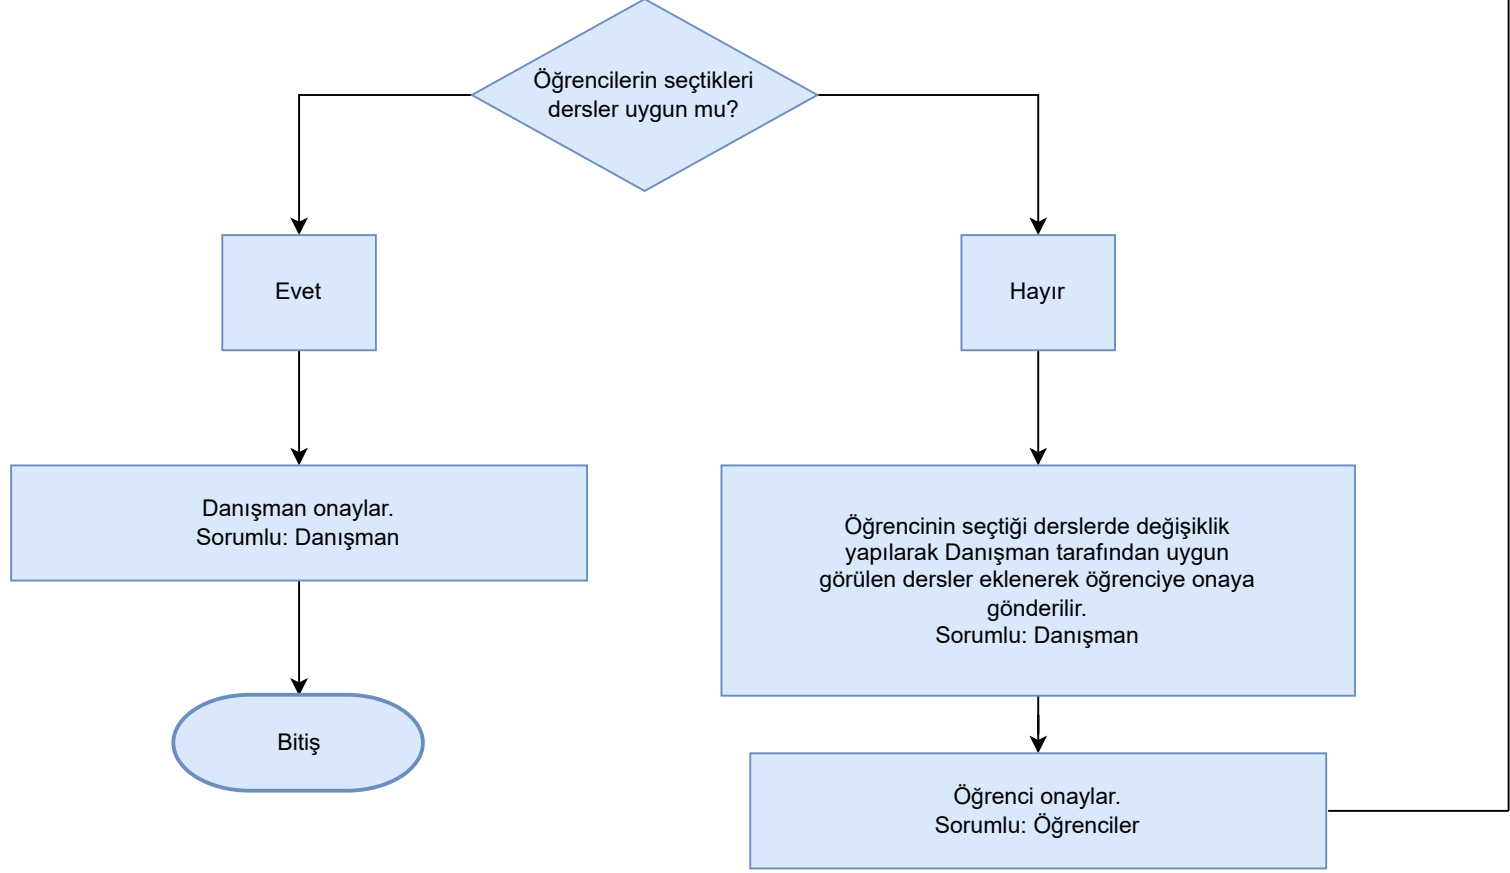 Öğrencilerin seçtikleri
dersler uygun mu?
Evet
Hayır
Danışman onaylar.
Sorumlu: Danışman
Öğrencinin seçtiği derslerde değişiklik
yapılarak Danışman tarafından uygun
görülen dersler eklenerek öğrenciye onaya
gönderilir.
Sorumlu: Danışman
Bitiş
Öğrenci onaylar.
Sorumlu: Öğrenciler